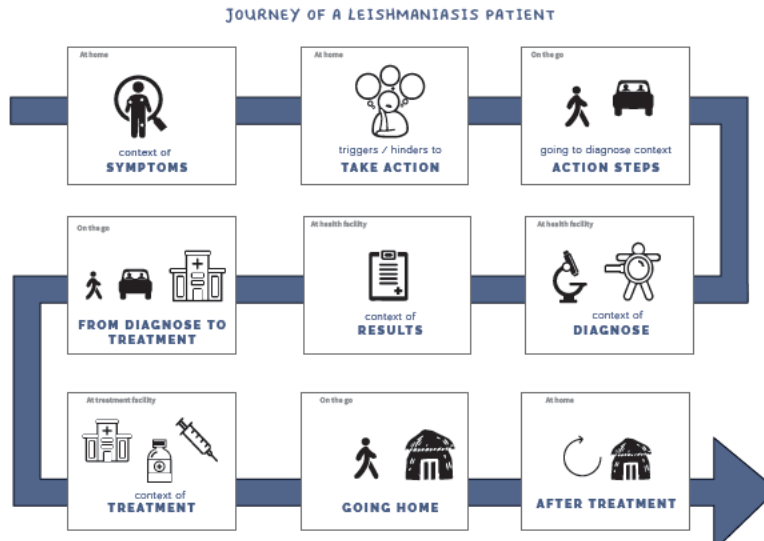 JOURNEY OF A LEISHMANIASIS PATIENT
At home
context of
SYMPTOMS
At home
triggers / hinders to
TAKE ACTION
On the go
going to diagnose context
ACTION STEPS
At health facility
context of
DIAGNOSE
At health facility
context of
RESULTS
On the go
FROM DIAGNOSE TO
TREATMENT
At treatment facility
context of
TREATMENT
On the go
GOING HOME
At home
AFTER TREATMENT